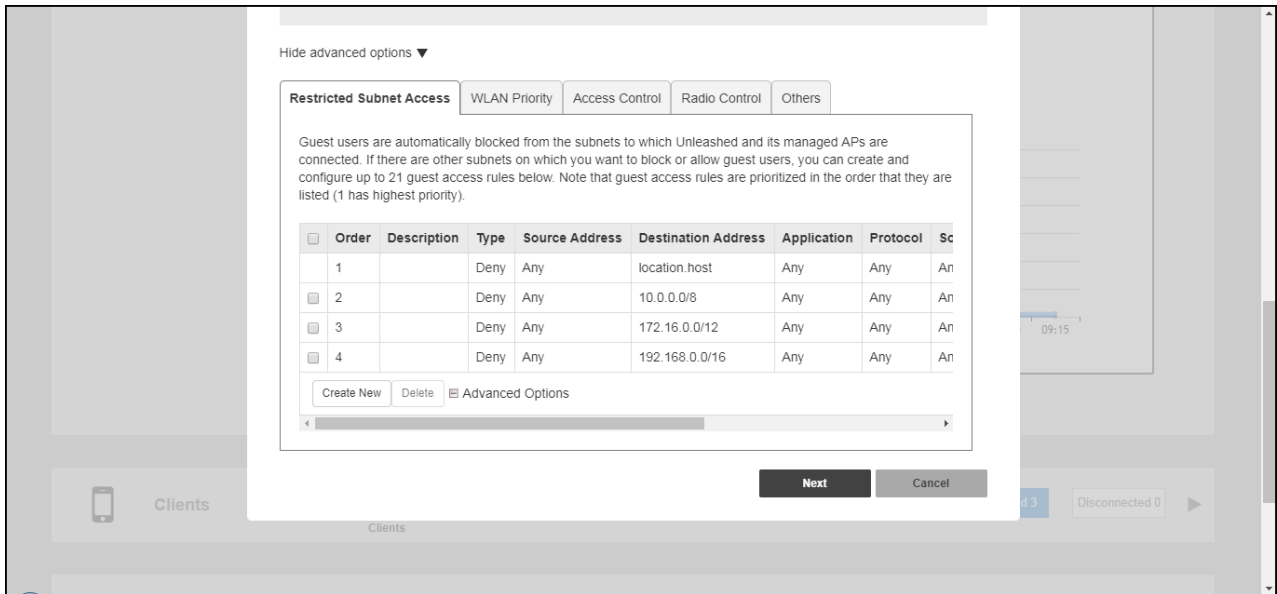 Hide advanced options ▼
Restricted Subnet Access WLAN Priority Access Control Radio Control Others
Guest users are automatically blocked from the subnets to which Unleashed and its managed APs are
connected. If there are other subnets on which you want to block or allow guest users, you can create and
configure up to 21 guest access rules below. Note that guest access rules are prioritized in the order that they are
listed (1 has highest priority).
Order Description Type Source Address Destination Address Application Protocol Sc
1 Deny Any location.host Any Any An
2 Deny Any 10.0.0.0/8 Any Any An
3 Deny Any 172.16.0.0/12 Any Any An
4 Deny Any 192.168.0.0/16 Any Any An
09:15
Create New Delete Advanced Options
Next Cancel
Clients d 3 Disconnected 0
Clients